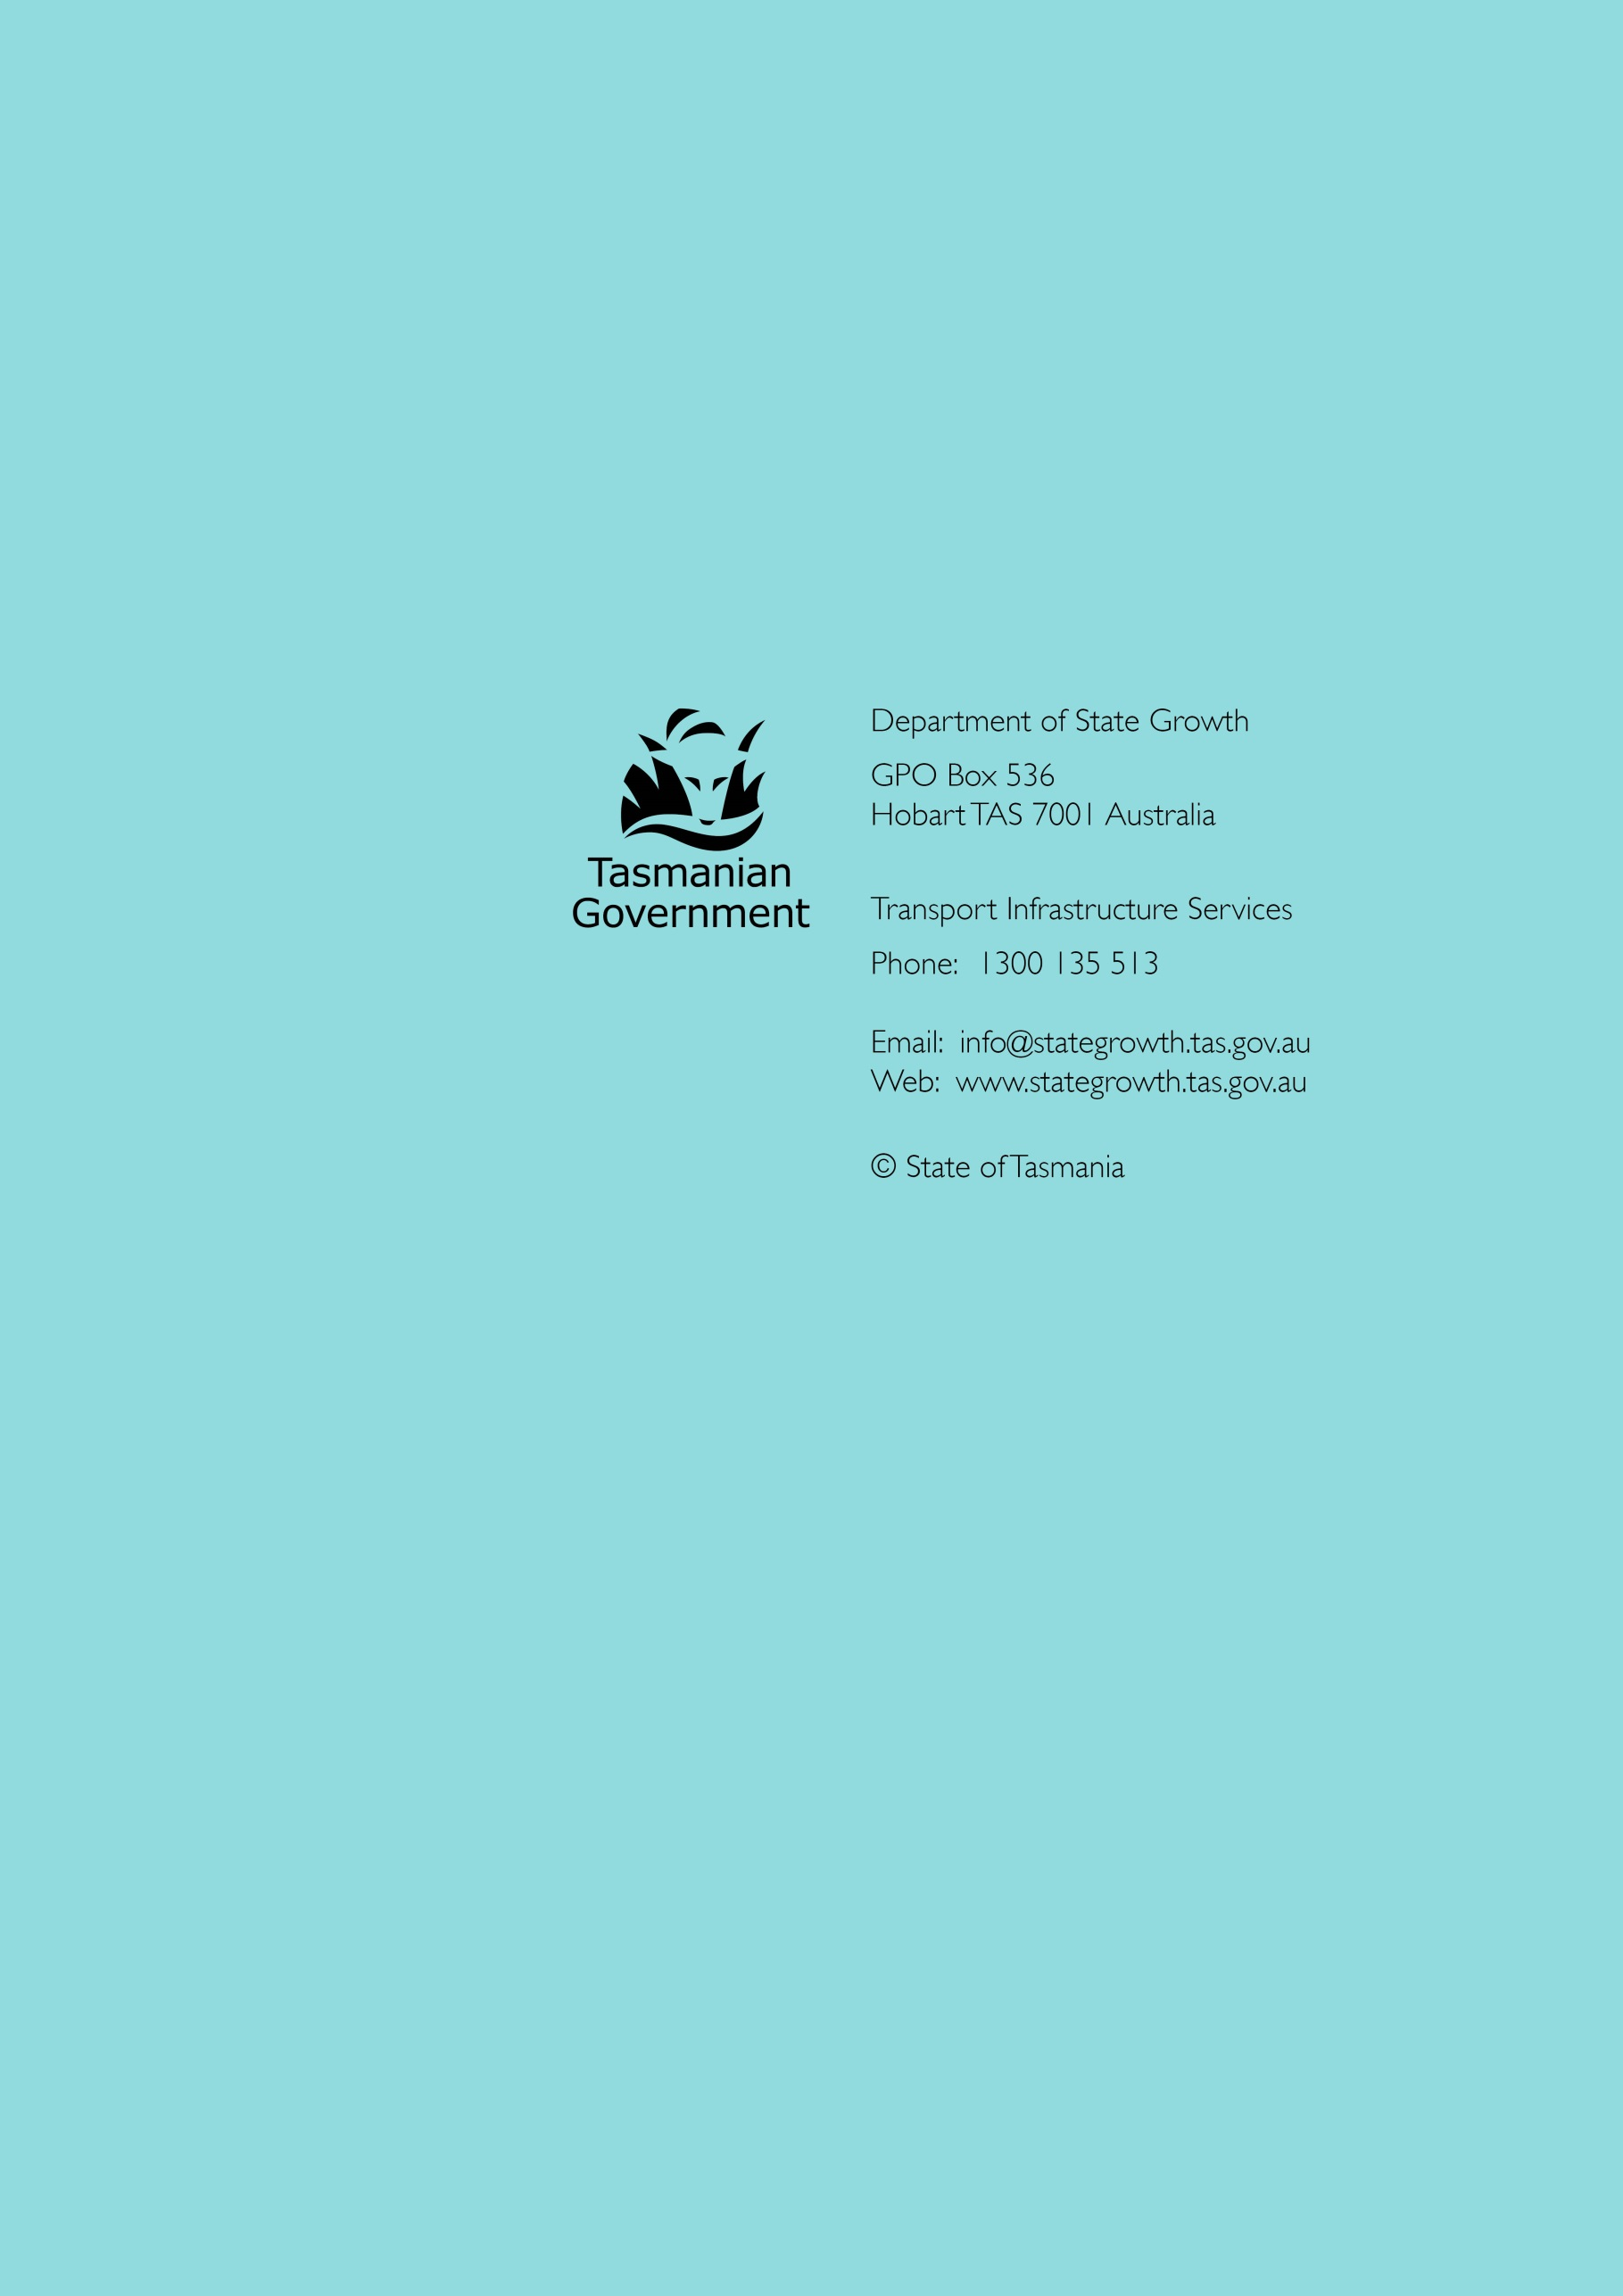 Tasmanian
Government
Department of State Growth
GPO Box 536
Hobart TAS 7001 Australia
Transport Infrastructure Services
Phone: 1300 135 513
Email: info@stategrowth.tas.gov.au
Web: www.stategrowth.tas.gov.au
© State of Tasmania